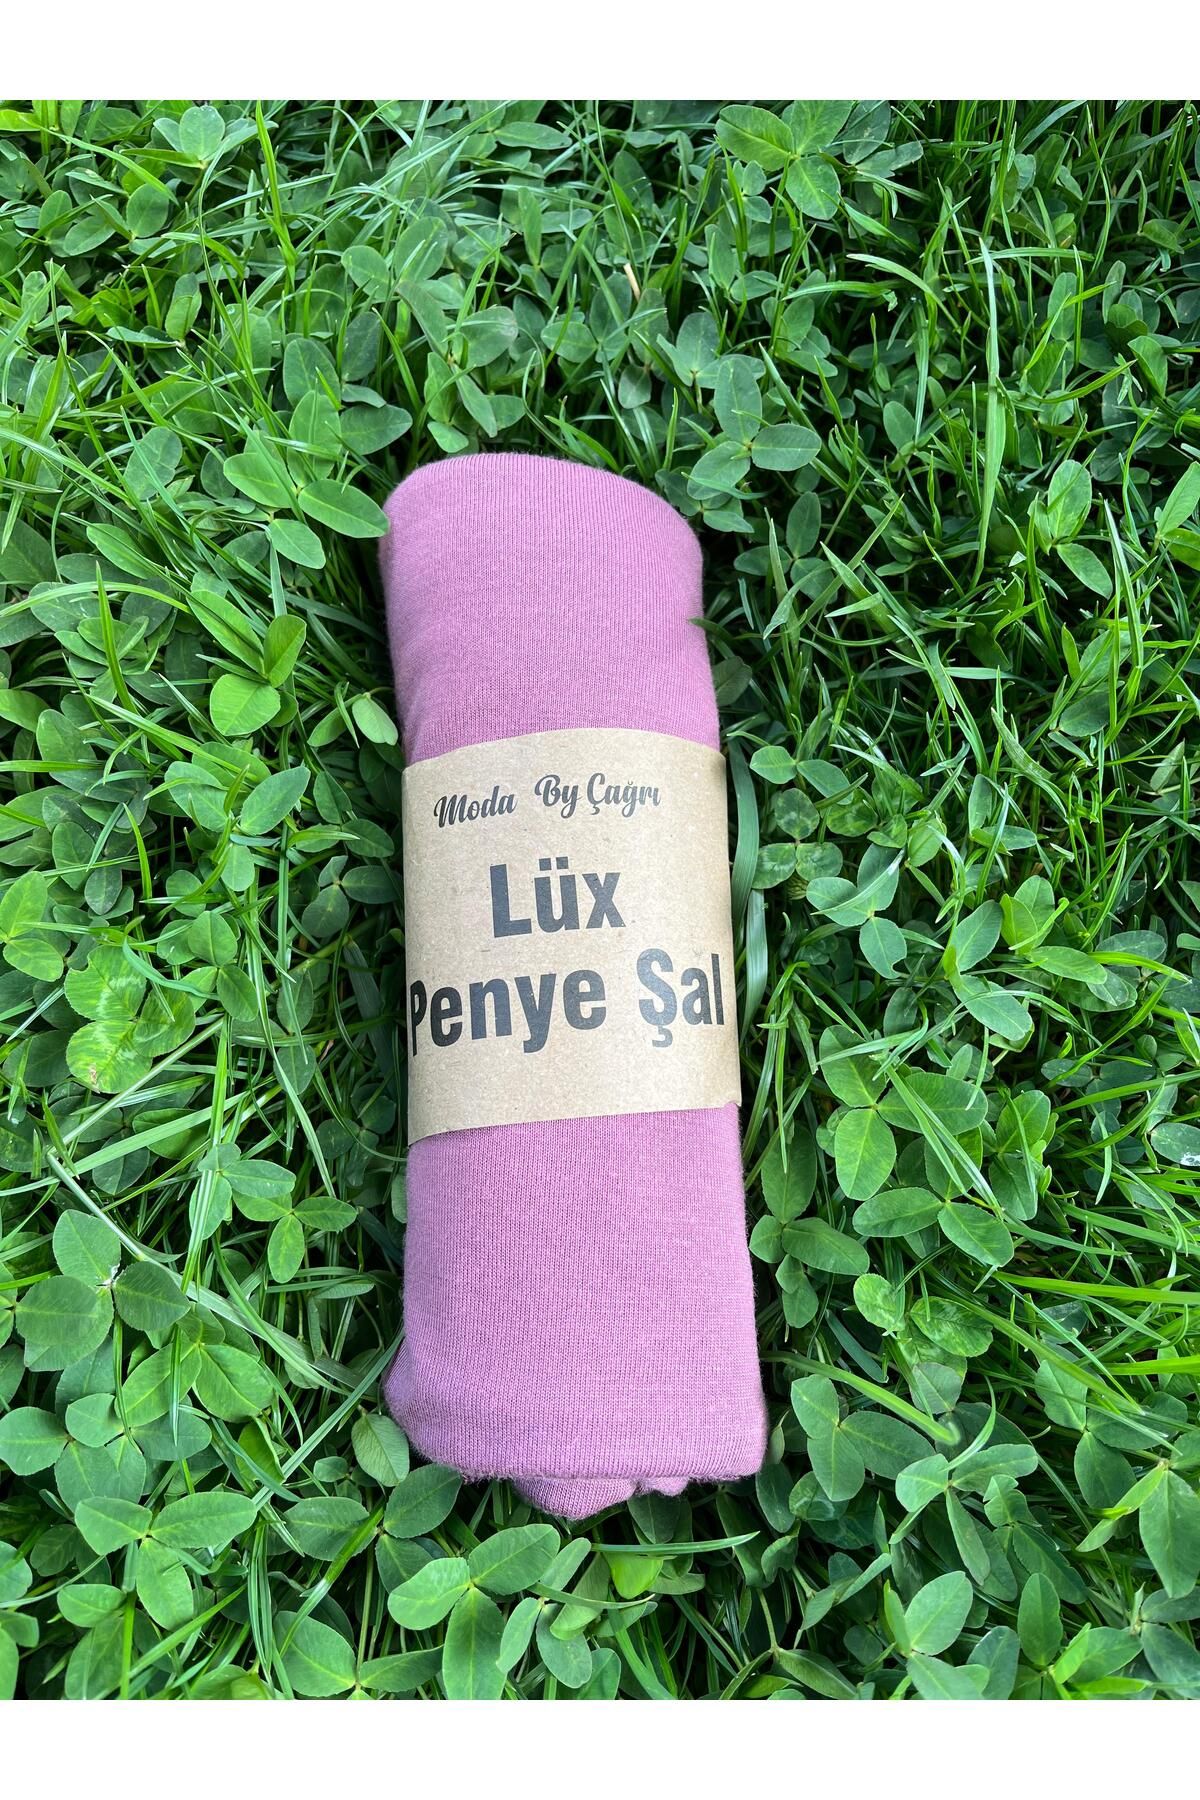 Moda By Çağrı
Lüx
Penye Şal